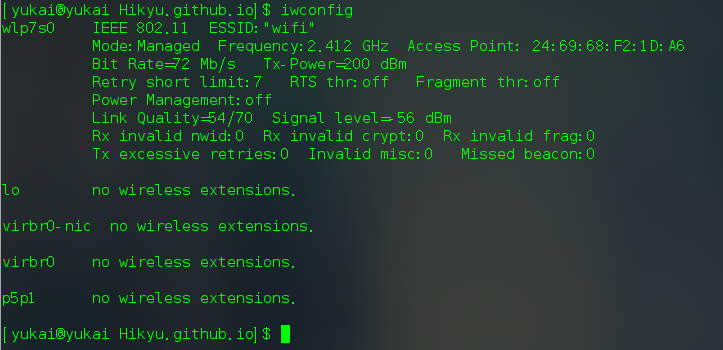 [yukai@yukai Hikyu.github.io]$ iwconfig
wlp7s0    IEEE 802.11  ESSID:"wifi"
          Mode:Managed  Frequency:2.412 GHz  Access Point: 24:69:68:F2:1D:A6
          Bit Rate=72 Mb/s   Tx-Power=200 dBm
          Retry short limit:7   RTS thr:off   Fragment thr:off
          Power Management:off
          Link Quality=54/70  Signal level=-56 dBm
          Rx invalid nwid:0  Rx invalid crypt:0  Rx invalid frag:0
          Tx excessive retries:0  Invalid misc:0   Missed beacon:0
lo        no wireless extensions.
virbr0-nic  no wireless extensions.
virbr0    no wireless extensions.
p5p1      no wireless extensions.
[yukai@yukai Hikyu.github.io]$